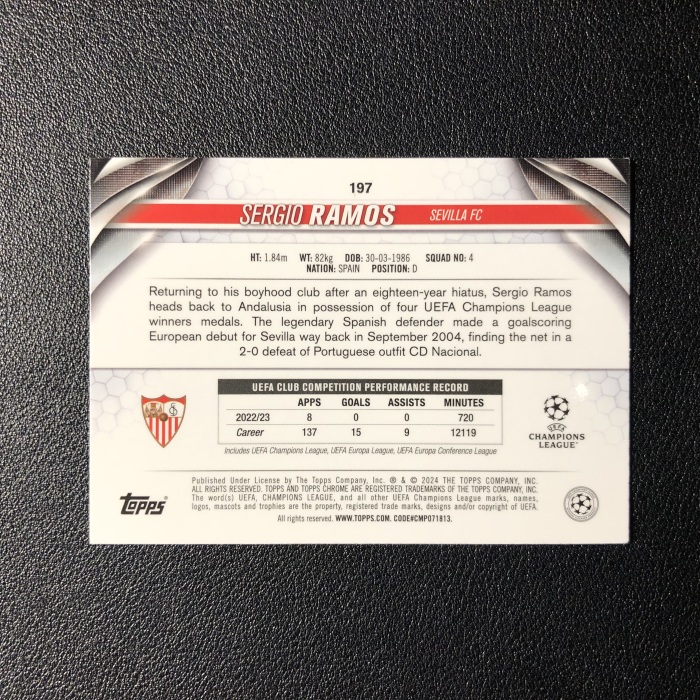 197
SERGIO RAMOS SEVILLA FC
HT: 1.84m WT: 82kg DOB: 30-03-1986 SQUAD NO: 4
NATION: SPAIN POSITION: D
Returning to his boyhood club after an eighteen-year hiatus, Sergio Ramos
heads back to Andalusia in possession of four UEFA Champions League
winners medals. The legendary Spanish defender made a goalscoring
European debut for Sevilla way back in September 2004, finding the net in a
2-0 defeat of Portuguese outfit CD Nacional.
UEFA CLUB COMPETITION PERFORMANCE RECORD
APPS GOALS ASSISTS MINUTES
2022/23 8 0 0 720
Career 137 15 9 12119
Includes UEFA Champions League, UEFA Europa League, UEFA Europa Conference League
UEFA
CHAMPIONS
LEAGUE®
Published Under License by The Topps Company, Inc. ® & © 2024 THE TOPPS COMPANY, INC.
ALL RIGHTS RESERVED. TOPPS AND TOPPS CHROME ARE REGISTERED TRADEMARKS OF THE TOPPS COMPANY, INC.
The word(s) UEFA, CHAMPIONS LEAGUE, and all other UEFA Champions League marks, names,
logos, mascots and trophies are the property, registered trade marks, designs and/or copyright of UEFA.
All rights reserved. WWW.TOPPS.COM. CODE#CMP071813.
Topps®